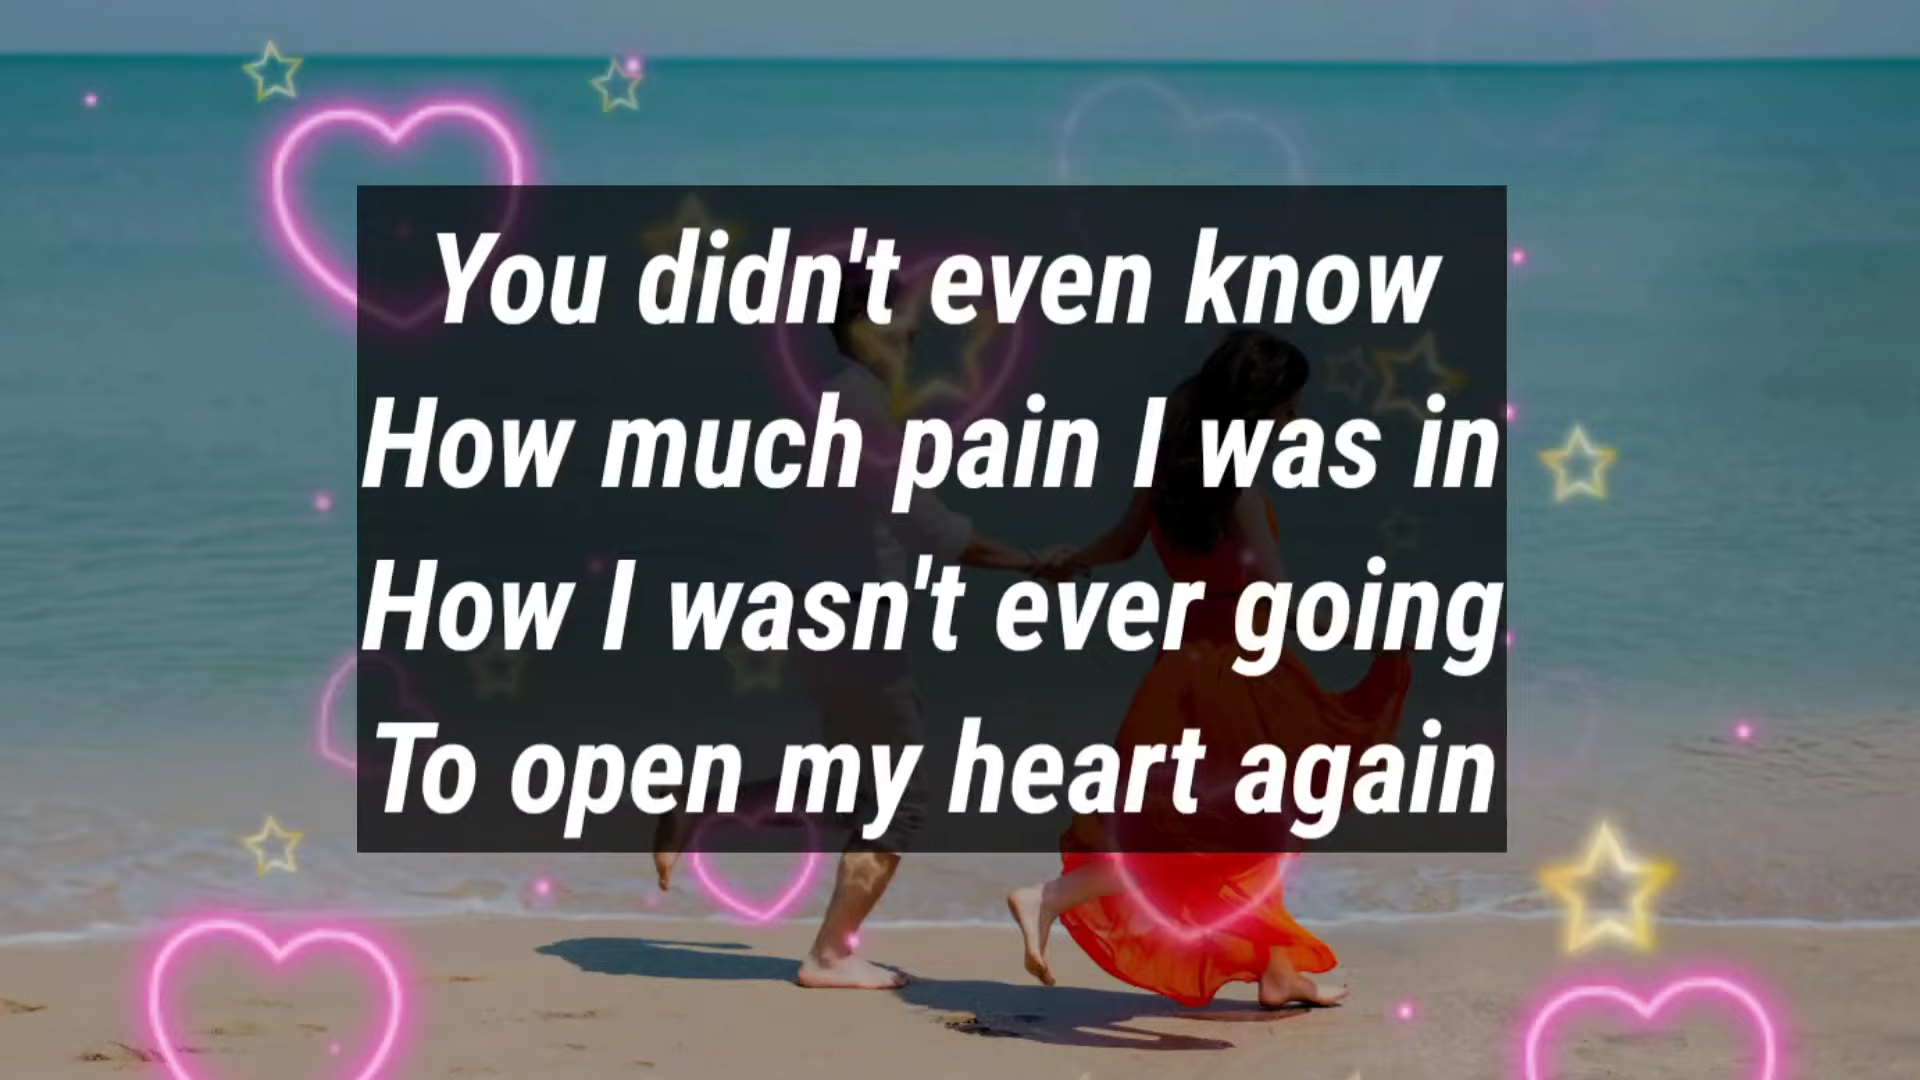 You didn't even know
How much pain I was in
How I wasn't ever going
To open my heart again